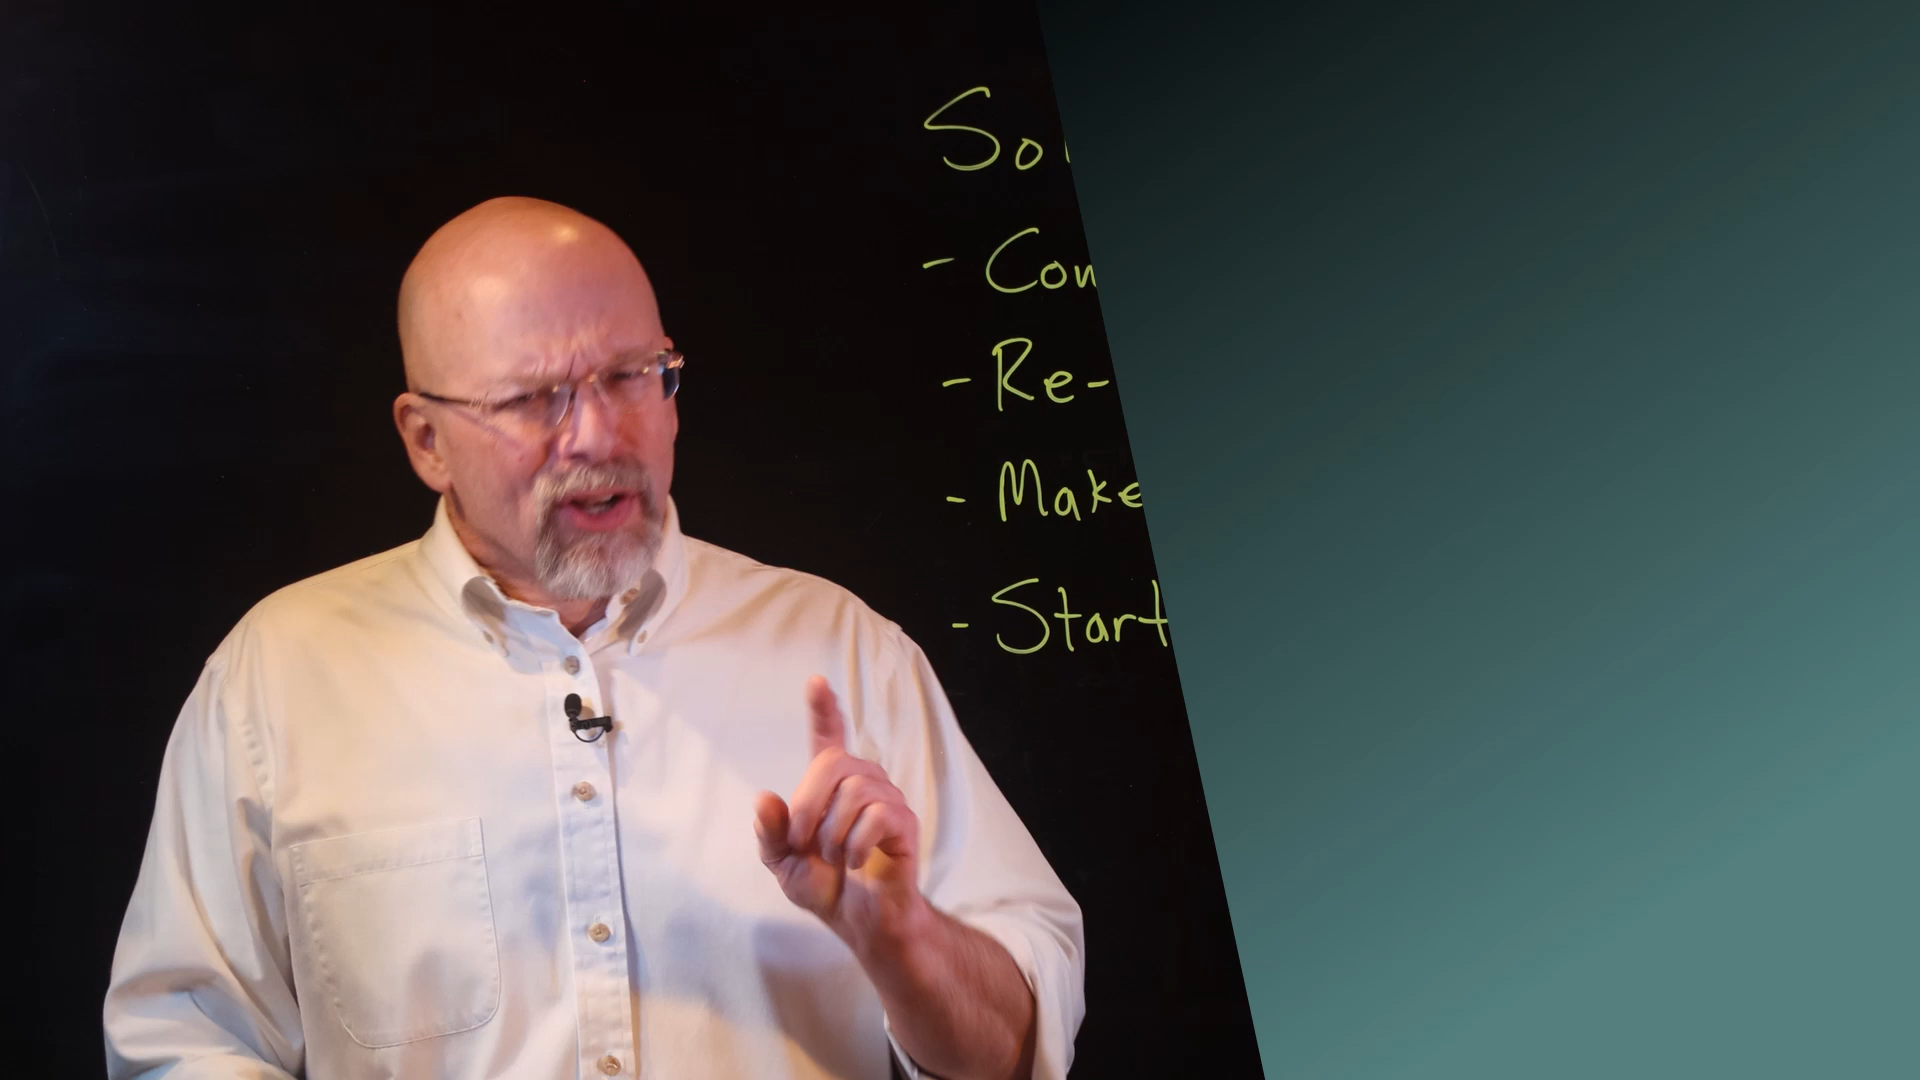 So
- Con
- Re-
- Make
- Start